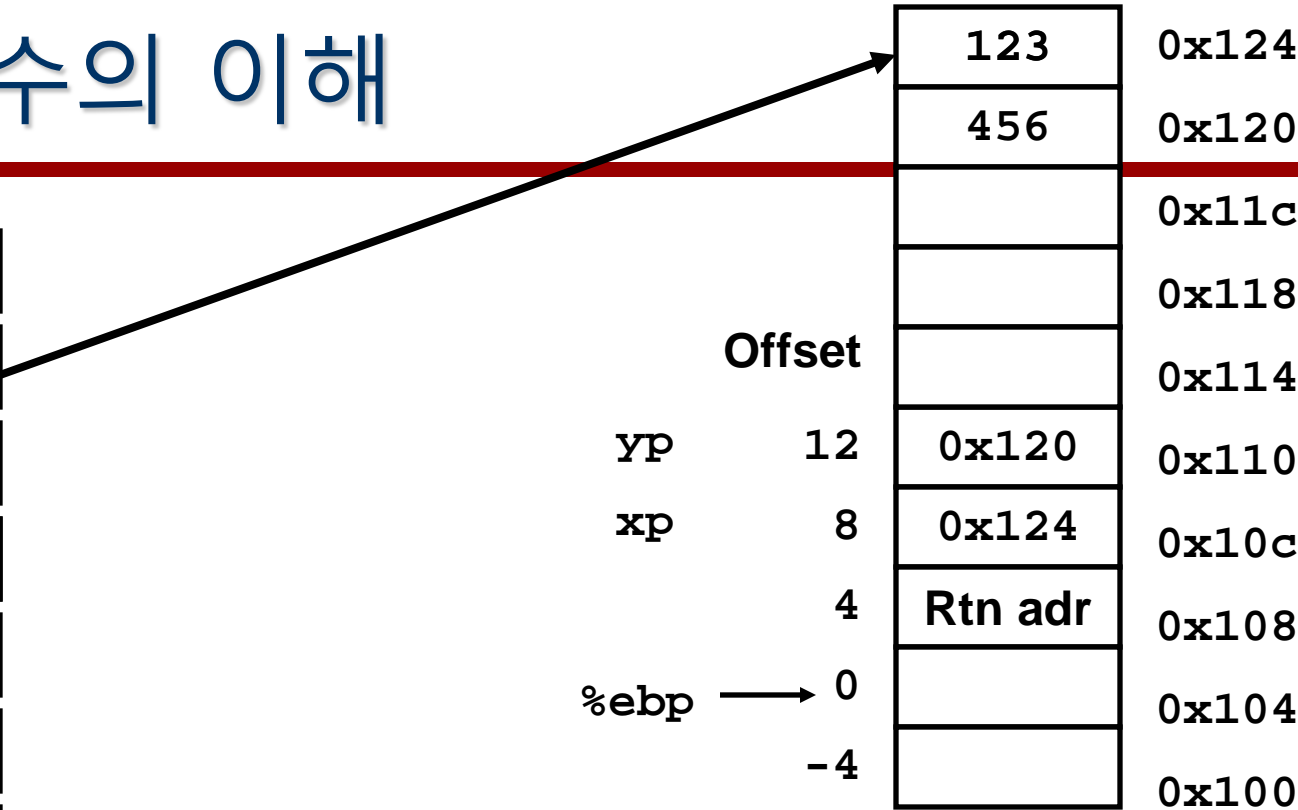 수의 이해
123 0x124
456 0x120
0x11c
0x118
Offset 0x114
yp 12 0x120 0x110
xp 8 0x124 0x10c
4 Rtn adr 0x108
%ebp 0 0x104
-4 0x100